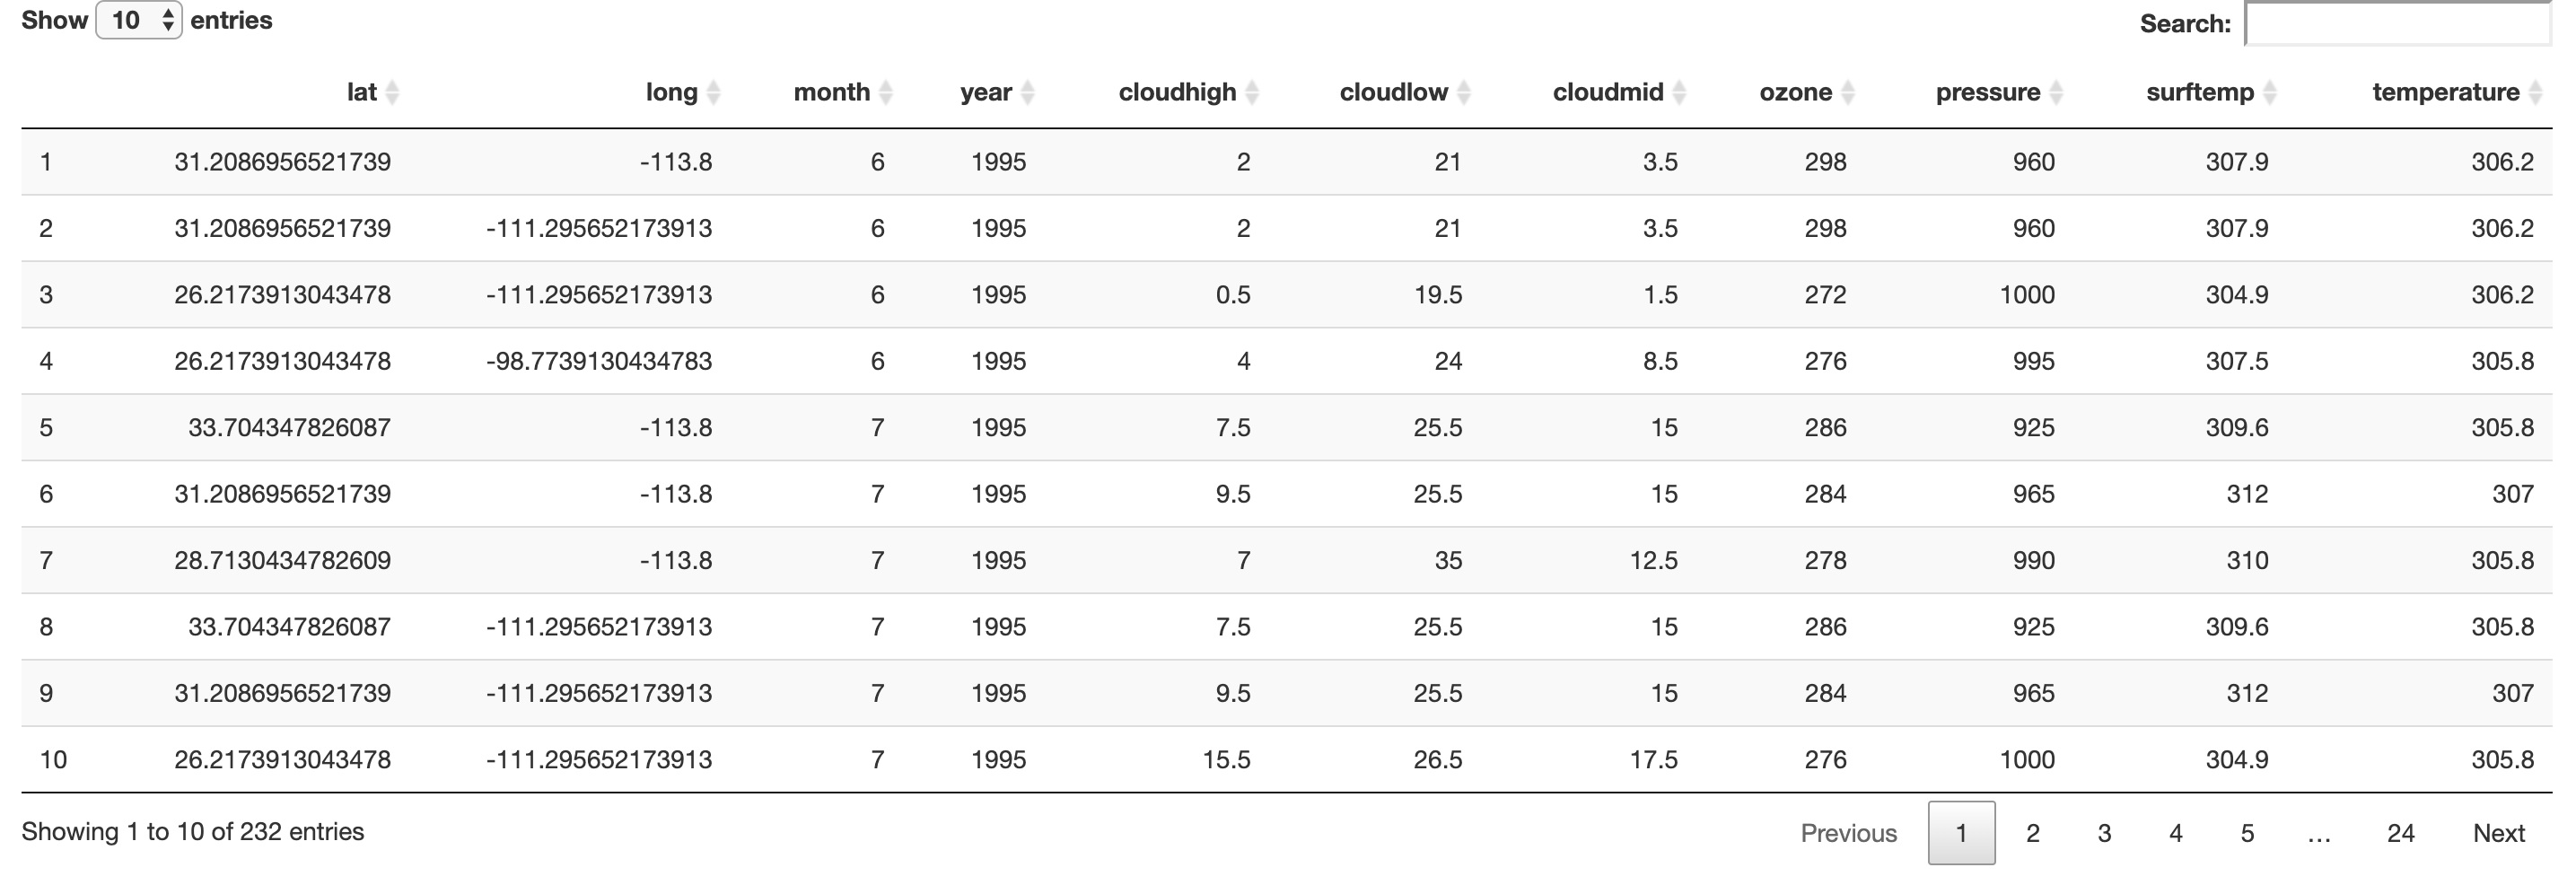 Show 10 entries Search:
lat long month year cloudhigh cloudlow cloudmid ozone pressure surftemp temperature
1 31.2086956521739 -113.8 6 1995 2 21 3.5 298 960 307.9 306.2
2 31.2086956521739 -111.295652173913 6 1995 2 21 3.5 298 960 307.9 306.2
3 26.2173913043478 -111.295652173913 6 1995 0.5 19.5 1.5 272 1000 304.9 306.2
4 26.2173913043478 -98.7739130434783 6 1995 4 24 8.5 276 995 307.5 305.8
5 33.704347826087 -113.8 7 1995 7.5 25.5 15 286 925 309.6 305.8
6 31.2086956521739 -113.8 7 1995 9.5 25.5 15 284 965 312 307
7 28.7130434782609 -113.8 7 1995 7 35 12.5 278 990 310 305.8
8 33.704347826087 -111.295652173913 7 1995 7.5 25.5 15 286 925 309.6 305.8
9 31.2086956521739 -111.295652173913 7 1995 9.5 25.5 15 284 965 312 307
10 26.2173913043478 -111.295652173913 7 1995 15.5 26.5 17.5 276 1000 304.9 305.8
Showing 1 to 10 of 232 entries Previous 1 2 3 4 5 … 24 Next